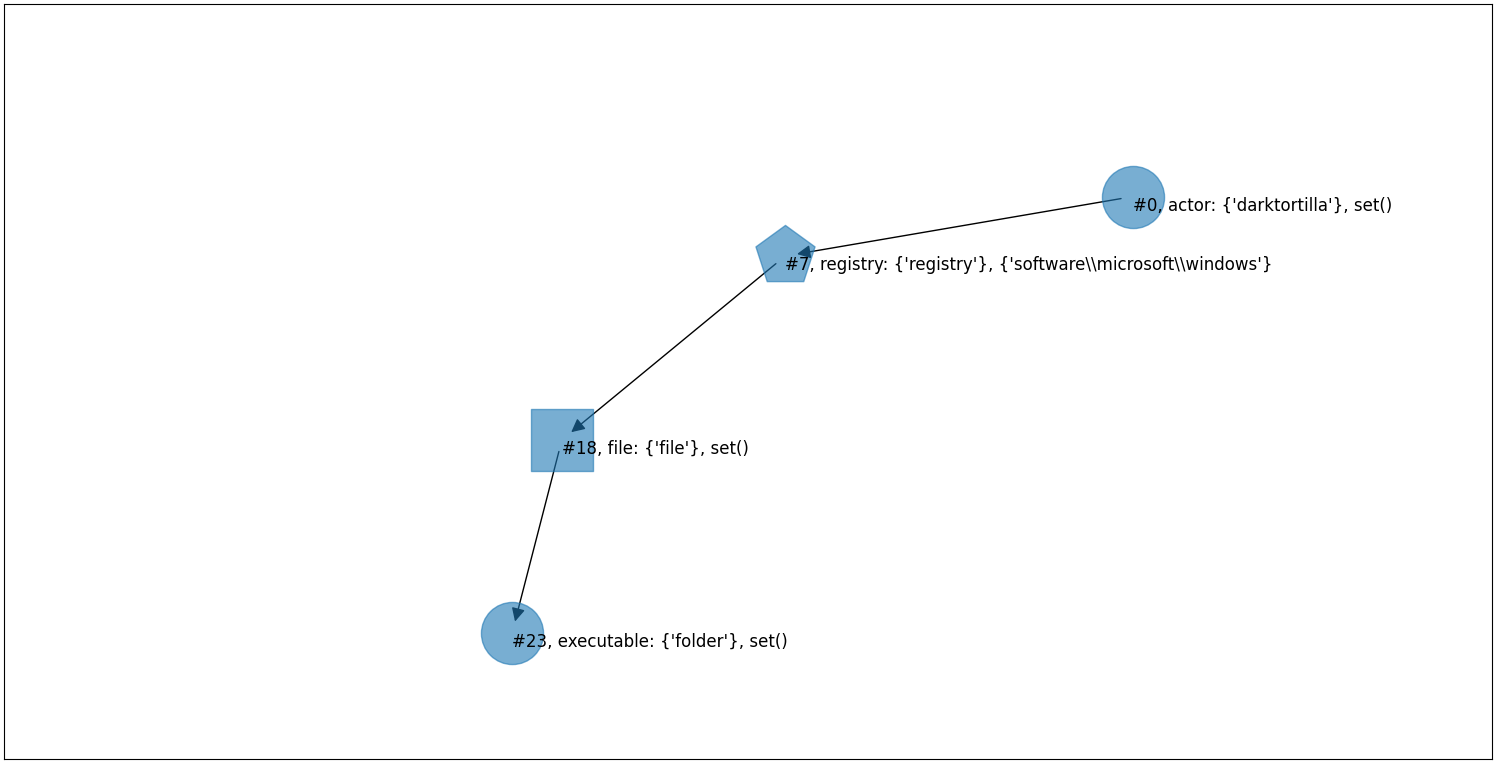 #0, actor: {'darktortilla'}, set()
#7, registry: {'registry'}, {'software\\microsoft\\windows'}
#18, file: {'file'}, set()
#23, executable: {'folder'}, set()